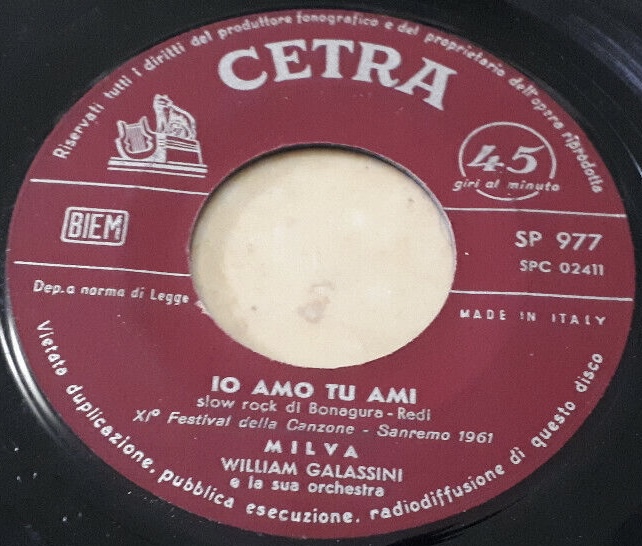 Riservati tutti i diritti del produttore fonografico e del proprietario dell'opera riprodotta
CETRA
45
giri al minuto
BIEM
SP 977
SPC 02411
Dep. a norma di Legge
MADE IN ITALY
IO AMO TU AMI
slow rock di Bonagura - Redi
XIº Festival della Canzone - Sanremo 1961
MILVA
WILLIAM GALASSINI
e la sua orchestra
Vietata duplicazione, pubblica esecuzione, radiodiffusione di questo disco